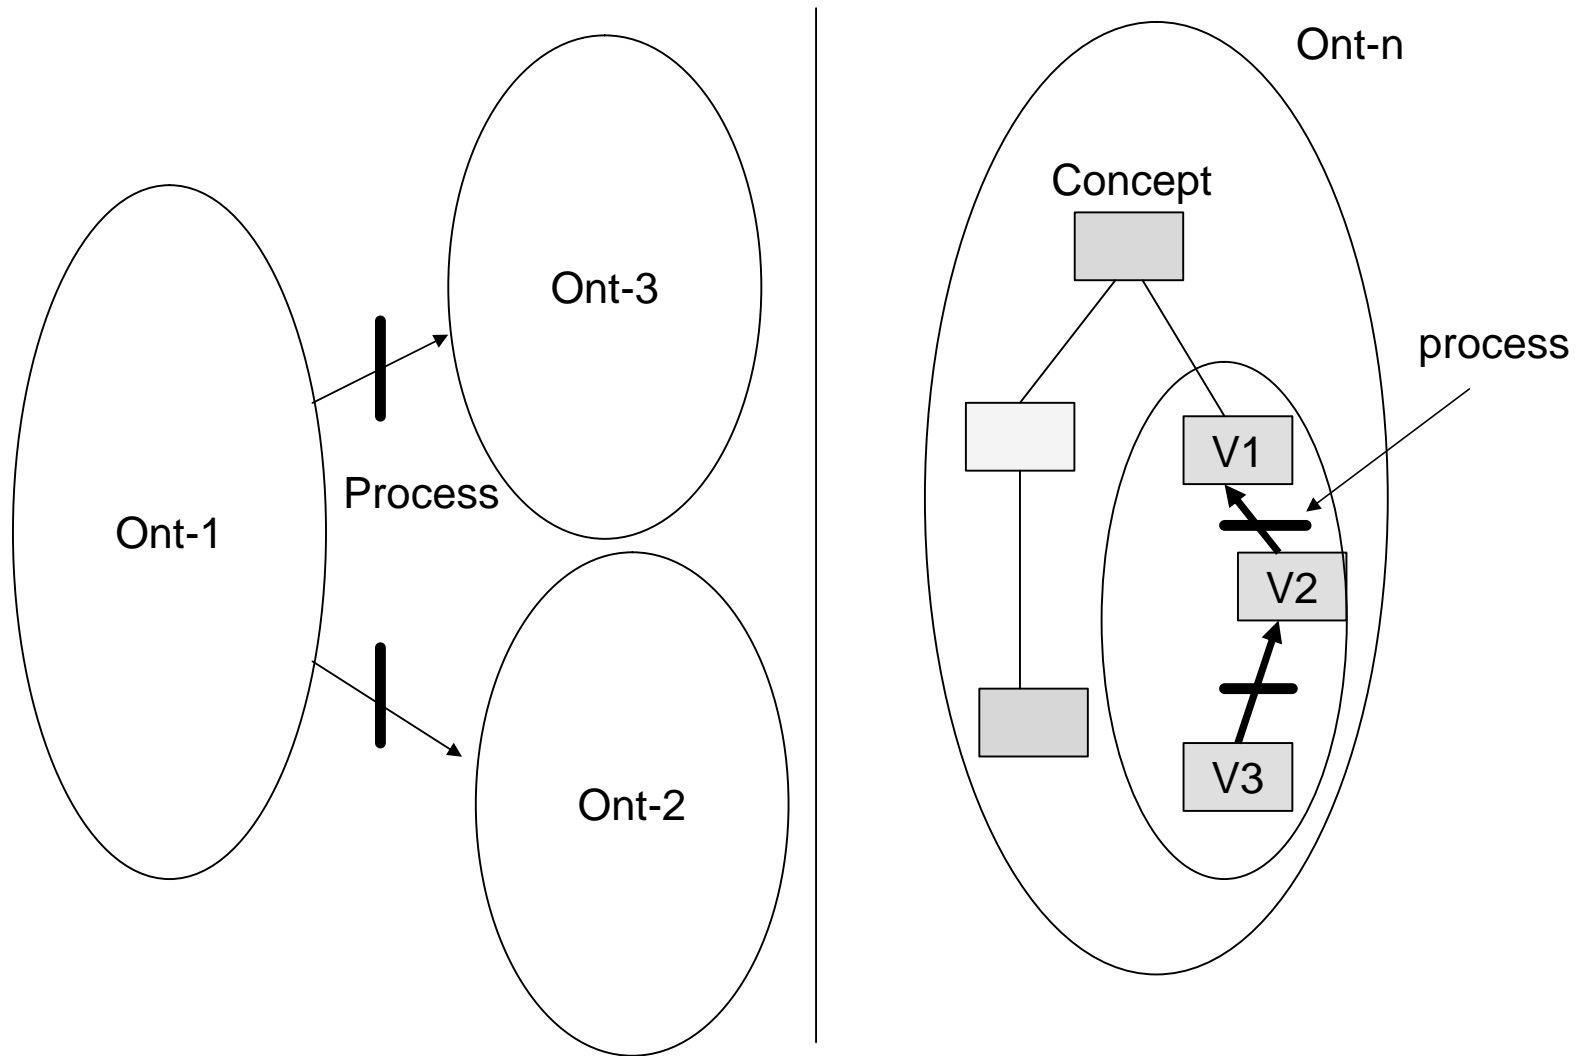 Ont-3
Process
Ont-1
Ont-2
Ont-n
Concept
process
V1
V2
V3